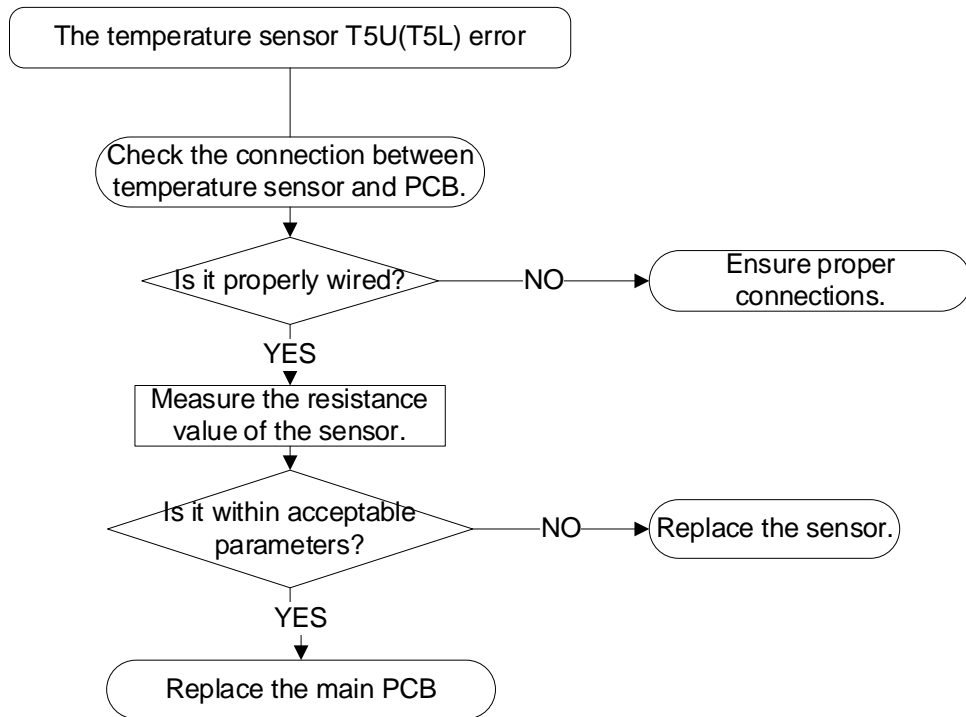 The temperature sensor T5U(T5L) error
Check the connection between
temperature sensor and PCB.
Is it properly wired?
NO
Ensure proper
connections.
YES
Measure the resistance
value of the sensor.
Is it within acceptable
parameters?
NO
Replace the sensor.
YES
Replace the main PCB